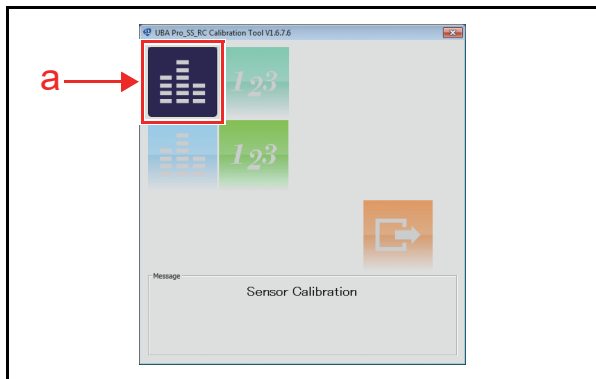 UBA Pro_SS_RC Calibration Tool V1.6.7.6
a
123
123
Message
Sensor Calibration